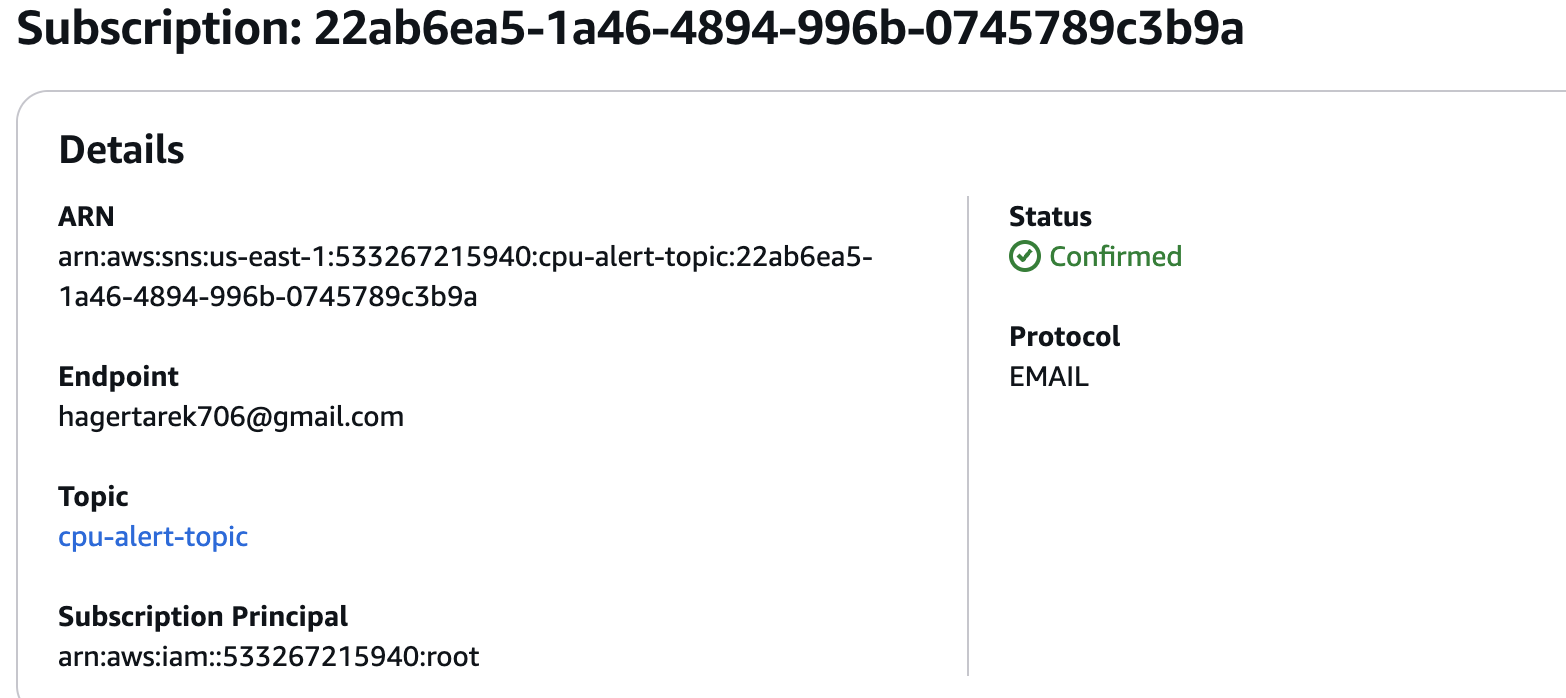 Subscription: 22ab6ea5-1a46-4894-996b-0745789c3b9a
Details
ARN
arn:aws:sns:us-east-1:533267215940:cpu-alert-topic:22ab6ea5-
1a46-4894-996b-0745789c3b9a
Endpoint
hagertarek706@gmail.com
Topic
cpu-alert-topic
Subscription Principal
arn:aws:iam::533267215940:root
Status
Confirmed
Protocol
EMAIL